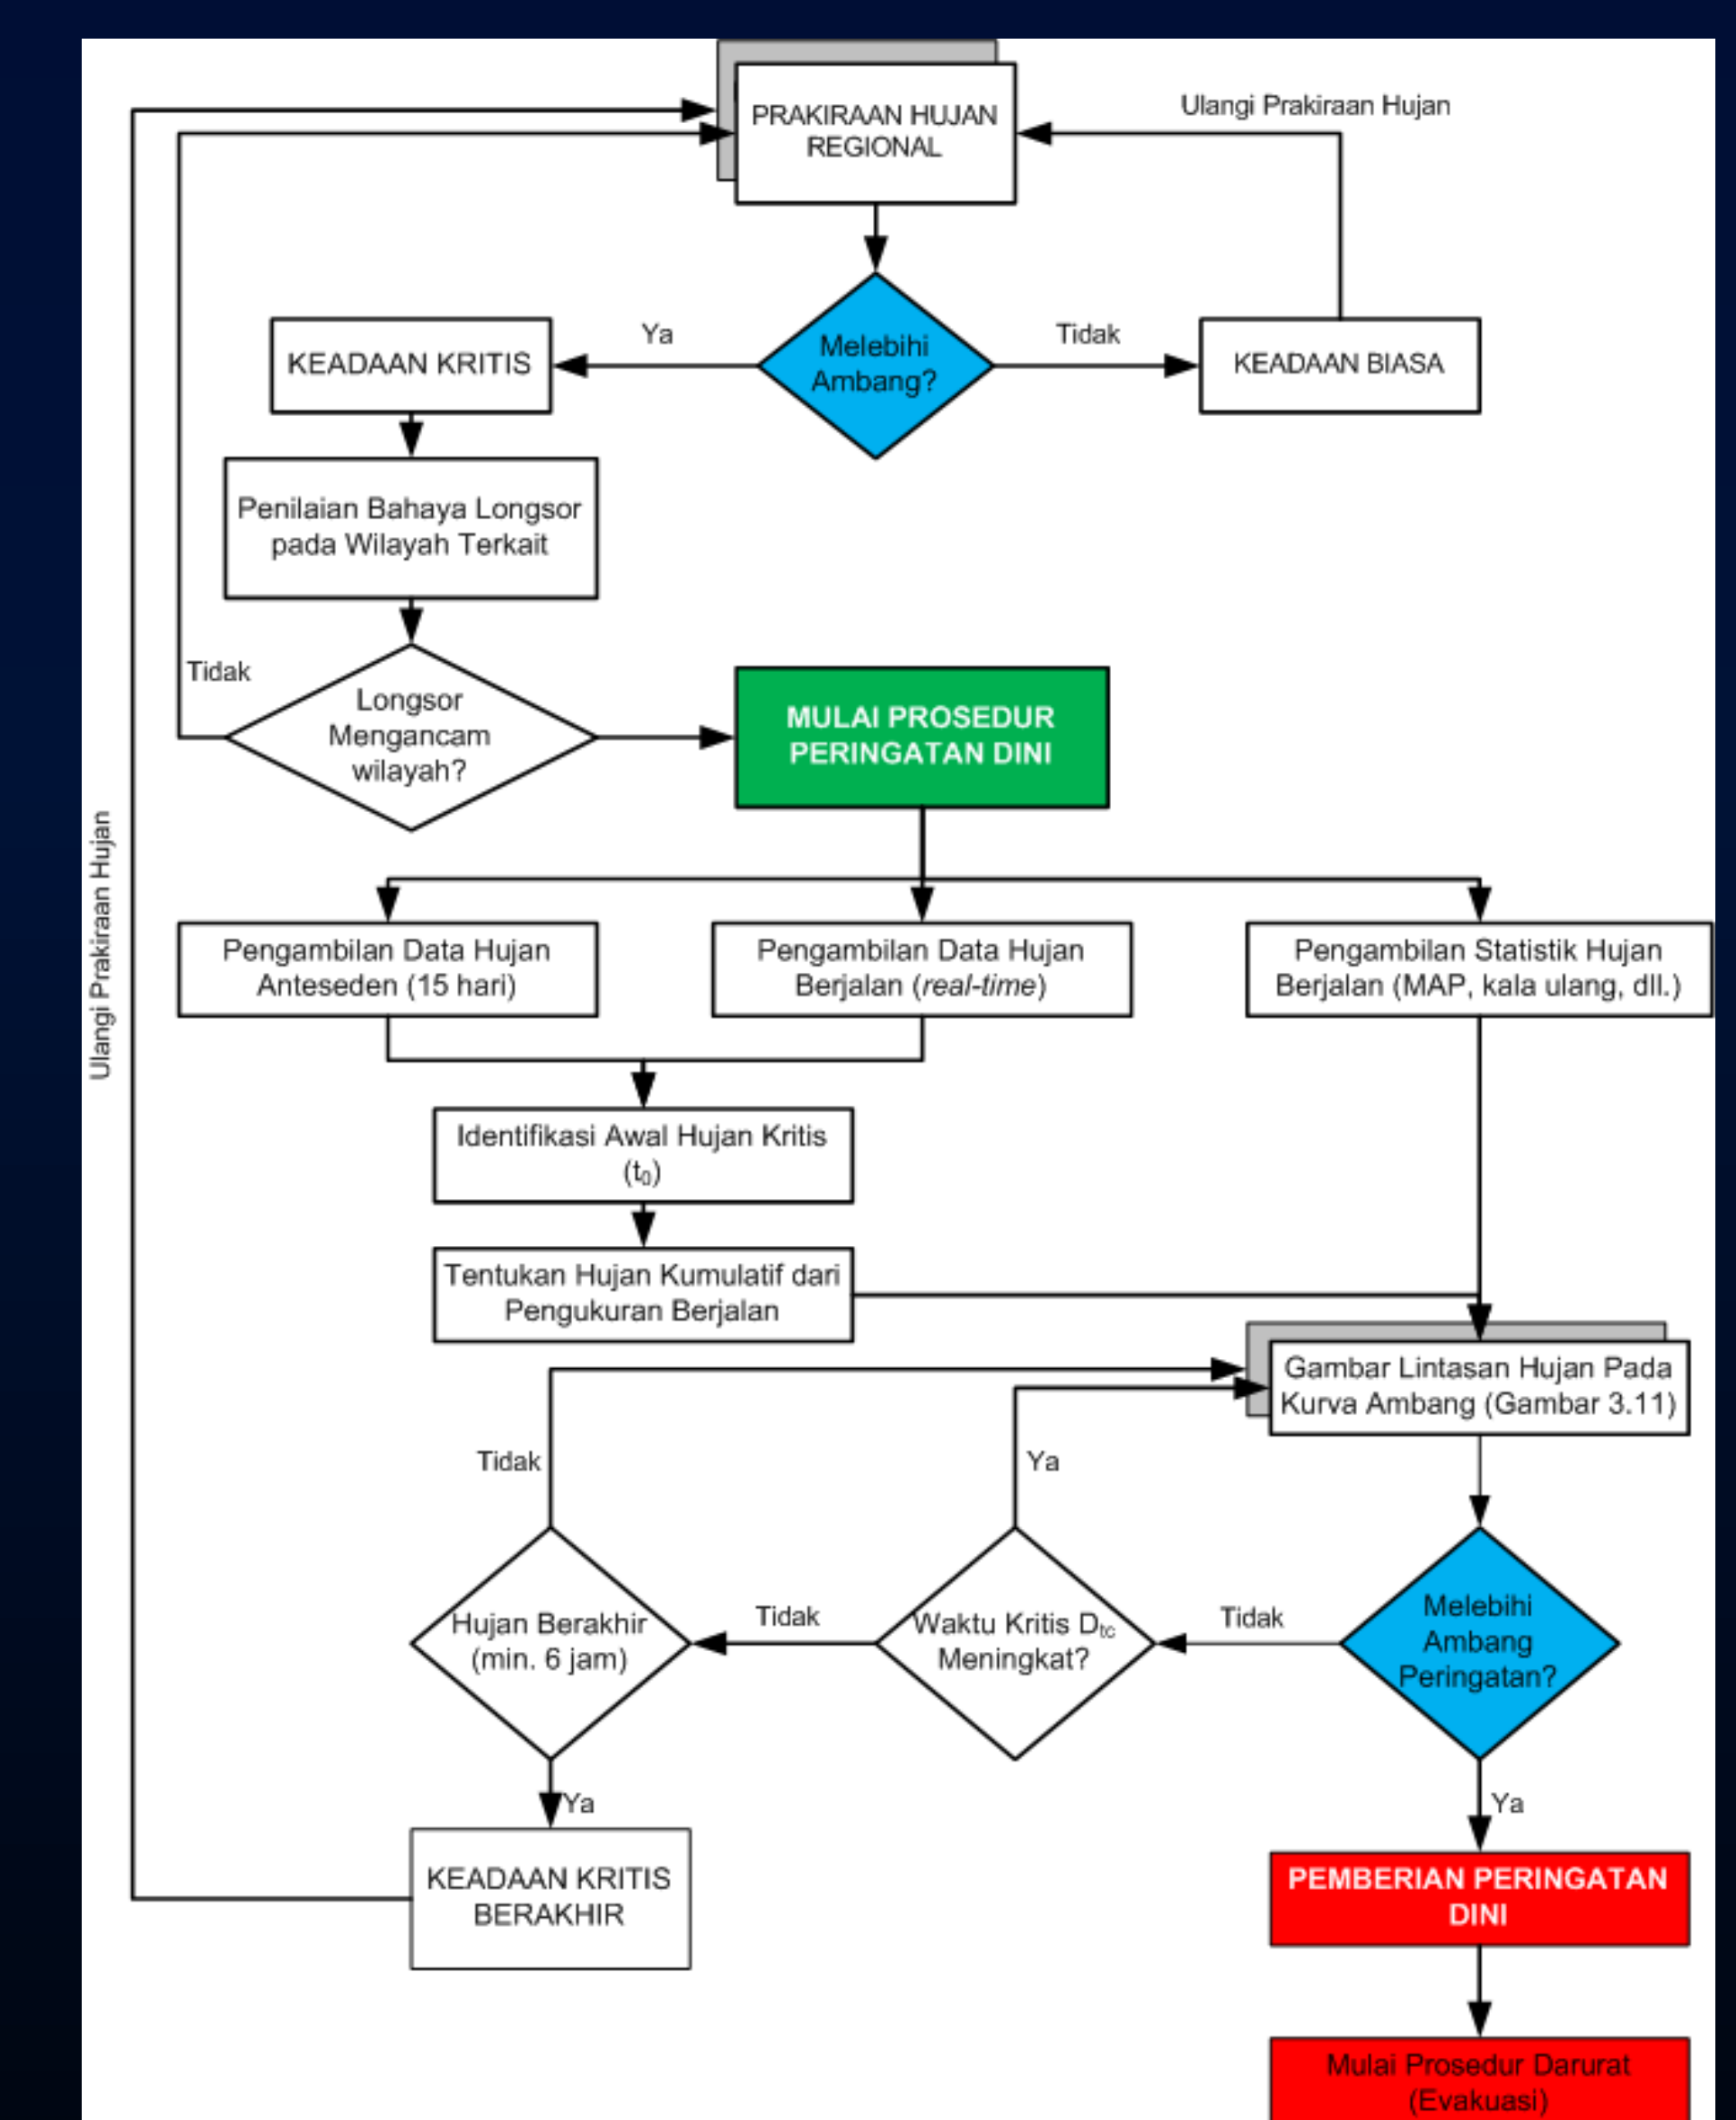 PRAKIRAAN HUJAN
REGIONAL
Ulangi Prakiraan Hujan
Melebihi
Ambang?
Ya
Tidak
KEADAAN KRITIS
KEADAAN BIASA
Penilaian Bahaya Longsor
pada Wilayah Terkait
Tidak
Longsor
Mengancam
wilayah?
MULAI PROSEDUR
PERINGATAN DINI
Ulangi Prakiraan Hujan
Pengambilan Data Hujan
Anteseden (15 hari)
Pengambilan Data Hujan
Berjalan (real-time)
Pengambilan Statistik Hujan
Berjalan (MAP, kala ulang, dll.)
Identifikasi Awal Hujan Kritis
(t₀)
Tentukan Hujan Kumulatif dari
Pengukuran Berjalan
Gambar Lintasan Hujan Pada
Kurva Ambang (Gambar 3.11)
Tidak
Ya
Hujan Berakhir
(min. 6 jam)
Tidak
Waktu Kritis Dtc
Meningkat?
Tidak
Melebihi
Ambang
Peringatan?
Ya
Ya
KEADAAN KRITIS
BERAKHIR
PEMBERIAN PERINGATAN
DINI
Mulai Prosedur Darurat
(Evakuasi)